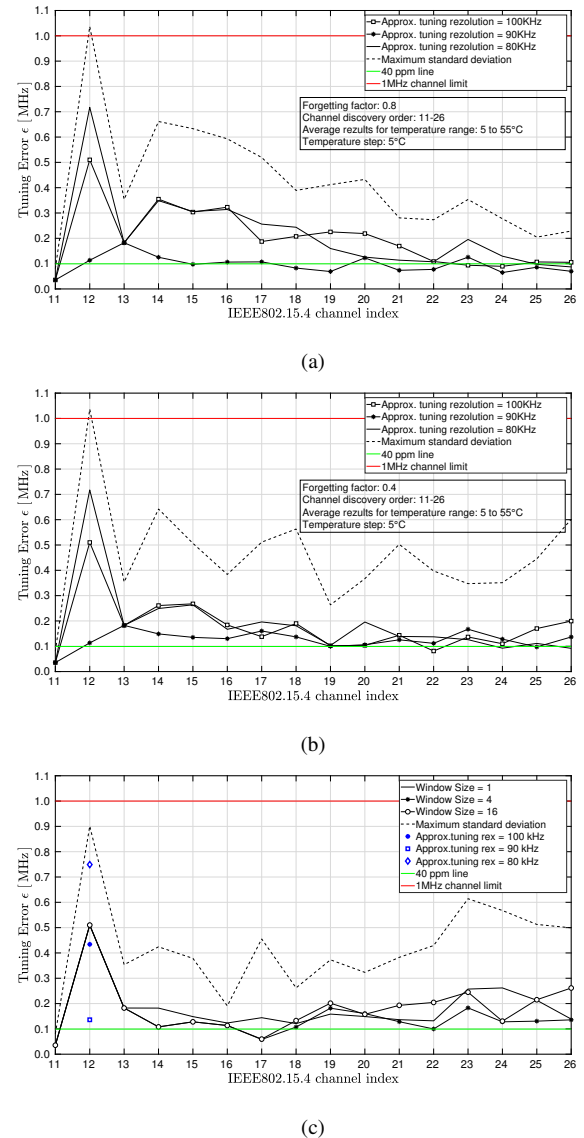 1.1
1.0
0.9
0.8
0.7
0.6
0.5
0.4
0.3
0.2
0.1
0.0
Tuning Error ϵ [ MHz]
Approx. tuning rezolution = 100KHz
Approx. tuning rezolution = 90KHz
Approx. tuning rezolution = 80KHz
Maximum standard deviation
40 ppm line
1MHz channel limit
Forgetting factor: 0.8
Channel discovery order: 11-26
Average rezults for temperature range: 5 to 55°C
Temperature step: 5°C
11 12 13 14 15 16 17 18 19 20 21 22 23 24 25 26
IEEE802.15.4 channel index
(a)
1.1
1.0
0.9
0.8
0.7
0.6
0.5
0.4
0.3
0.2
0.1
0.0
Tuning Error ϵ [ MHz]
Approx. tuning rezolution = 100KHz
Approx. tuning rezolution = 90KHz
Approx. tuning rezolution = 80KHz
Maximum standard deviation
40 ppm line
1MHz channel limit
Forgetting factor: 0.4
Channel discovery order: 11-26
Average results for temperature range: 5 to 55°C
Temperature step: 5°C
11 12 13 14 15 16 17 18 19 20 21 22 23 24 25 26
IEEE802.15.4 channel index
(b)
1.1
1.0
0.9
0.8
0.7
0.6
0.5
0.4
0.3
0.2
0.1
0.0
Tuning Error ϵ [ MHz]
Window Size = 1
Window Size = 4
Window Size = 16
Maximum standard deviation
Approx.tuning rex = 100 kHz
Approx.tuning rex = 90 kHz
Approx.tuning rex = 80 kHz
40 ppm line
1MHz channel limit
11 12 13 14 15 16 17 18 19 20 21 22 23 24 25 26
IEEE802.15.4 channel index
(c)